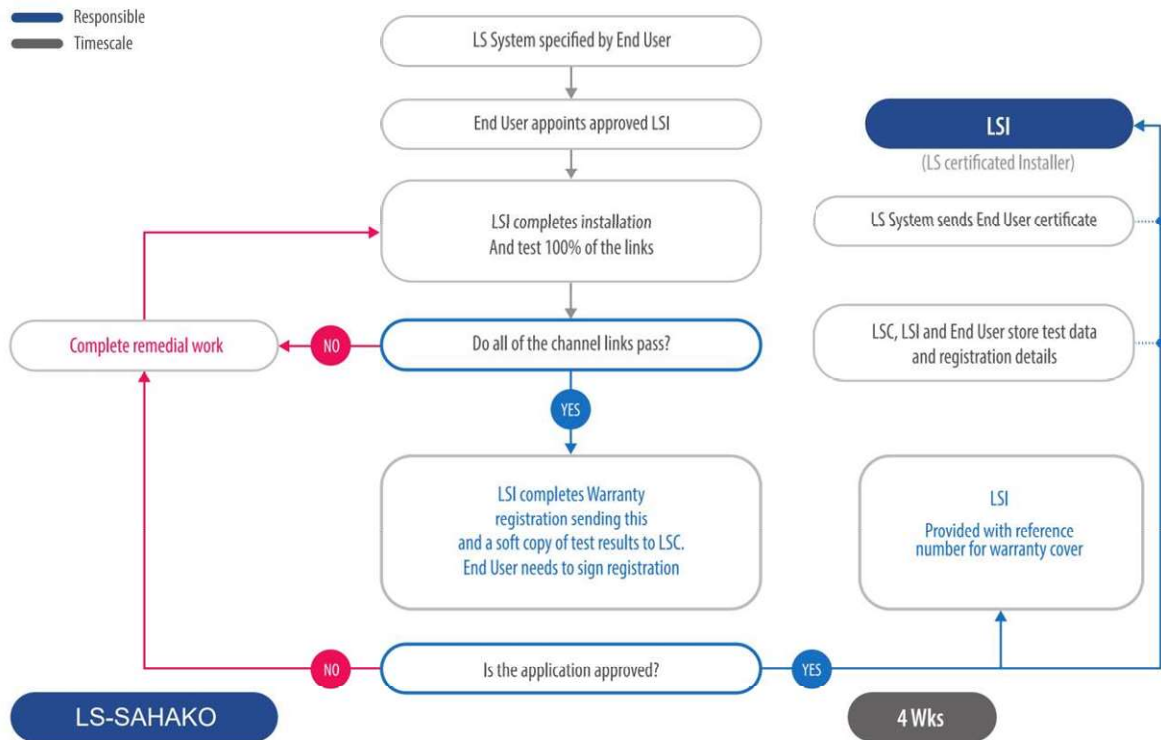 Responsible
Timescale
LS System specified by End User
End User appoints approved LSI
LSI
(LS certificated Installer)
LSI completes installation
And test 100% of the links
LS System sends End User certificate
Complete remedial work
NO
Do all of the channel links pass?
LSC, LSI and End User store test data
and registration details
YES
LSI completes Warranty
registration sending this
and a soft copy of test results to LSC.
End User needs to sign registration
LSI
Provided with reference
number for warranty cover
NO
Is the application approved?
YES
LS-SAHAKO
4 Wks